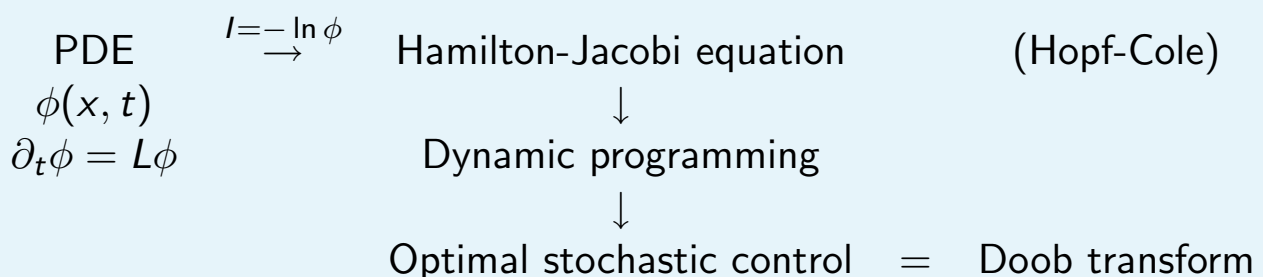 PDE I=− ln ϕ → Hamilton-Jacobi equation (Hopf-Cole)
ϕ(x, t) ↓
∂ₜϕ = Lϕ Dynamic programming
↓
Optimal stochastic control = Doob transform